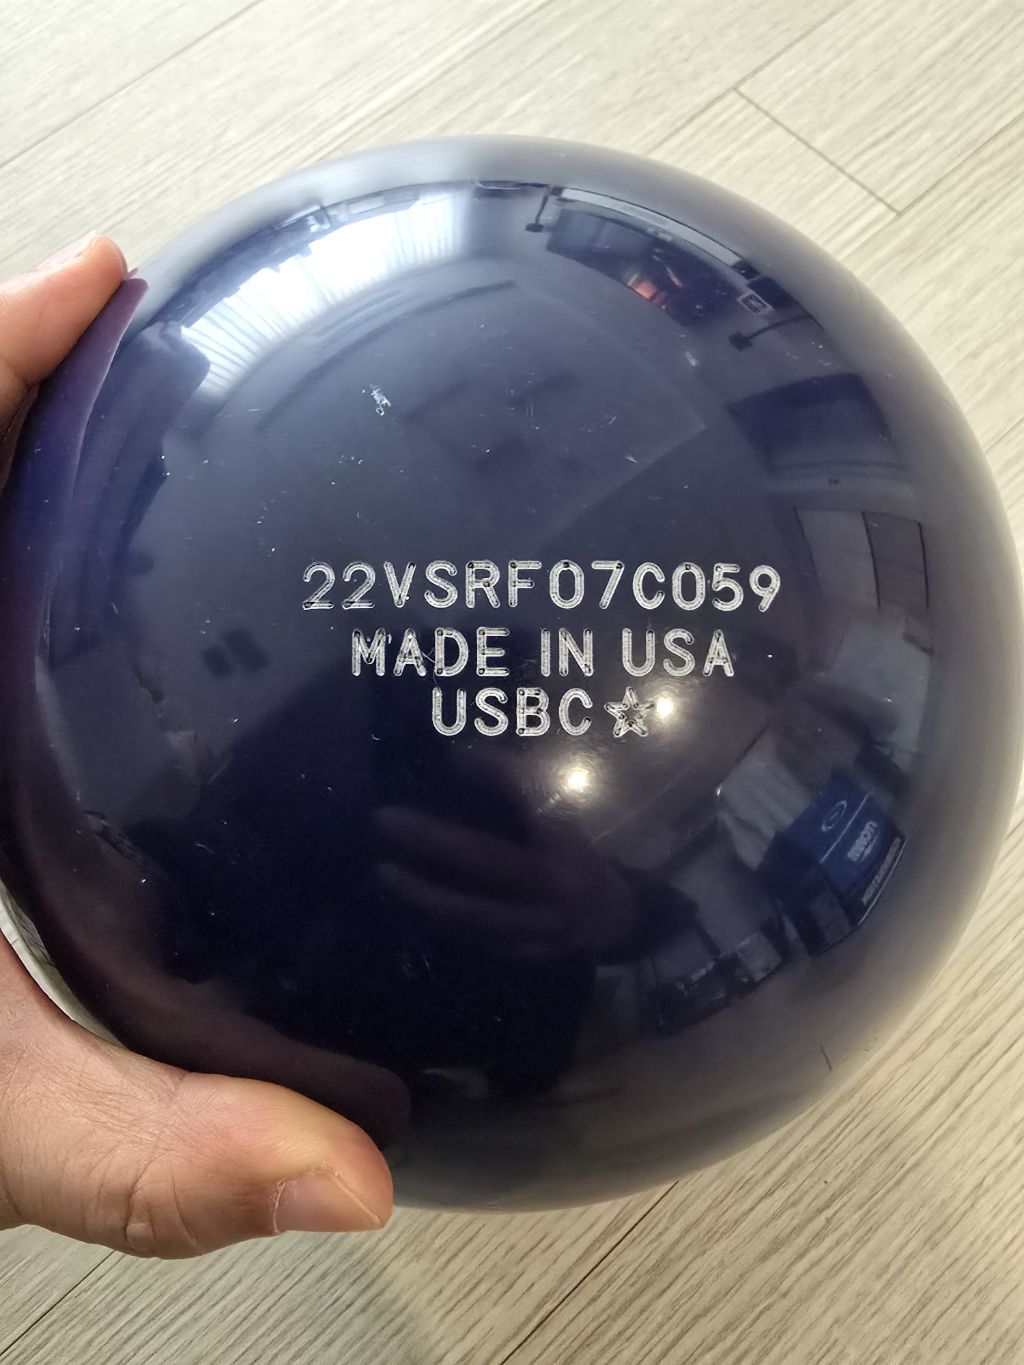 22VSRF07C059
MADE IN USA
USBC☆